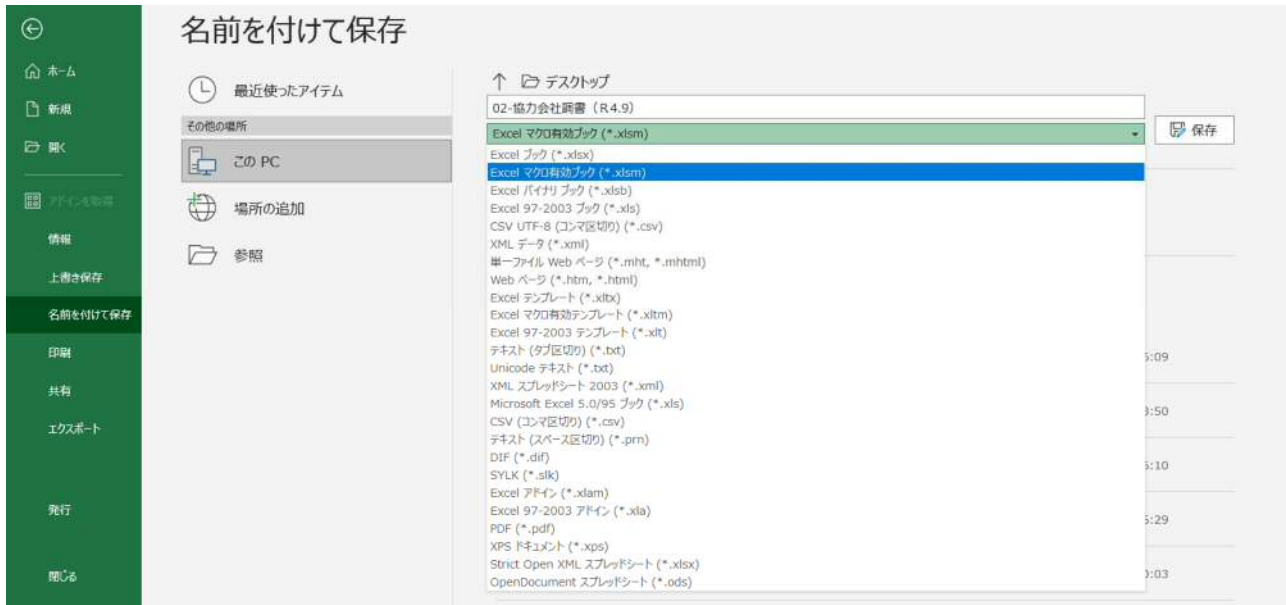 名前を付けて保存
ホーム
新規
開く
アドインを取得
情報
上書き保存
名前を付けて保存
印刷
共有
エクスポート
発行
閉じる
最近使ったアイテム
その他の場所
この PC
場所の追加
参照
デスクトップ
02-協力会社調書（R4.9）
Excel マクロ有効ブック (*.xlsm)
保存
Excel ブック (*.xlsx)
Excel マクロ有効ブック (*.xlsm)
Excel バイナリ ブック (*.xlsb)
Excel 97-2003 ブック (*.xls)
CSV UTF-8 (コンマ区切り) (*.csv)
XML データ (*.xml)
単一ファイル Web ページ (*.mht, *.mhtml)
Web ページ (*.htm, *.html)
Excel テンプレート (*.xltx)
Excel マクロ有効テンプレート (*.xltm)
Excel 97-2003 テンプレート (*.xlt)
テキスト (タブ区切り) (*.txt)
Unicode テキスト (*.txt)
XML スプレッドシート 2003 (*.xml)
Microsoft Excel 5.0/95 ブック (*.xls)
CSV (コンマ区切り) (*.csv)
テキスト (スペース区切り) (*.prn)
DIF (*.dif)
SYLK (*.slk)
Excel アドイン (*.xlam)
Excel 97-2003 アドイン (*.xla)
PDF (*.pdf)
XPS ドキュメント (*.xps)
Strict Open XML スプレッドシート (*.xlsx)
OpenDocument スプレッドシート (*.ods)
:09
:50
:10
:29
:03